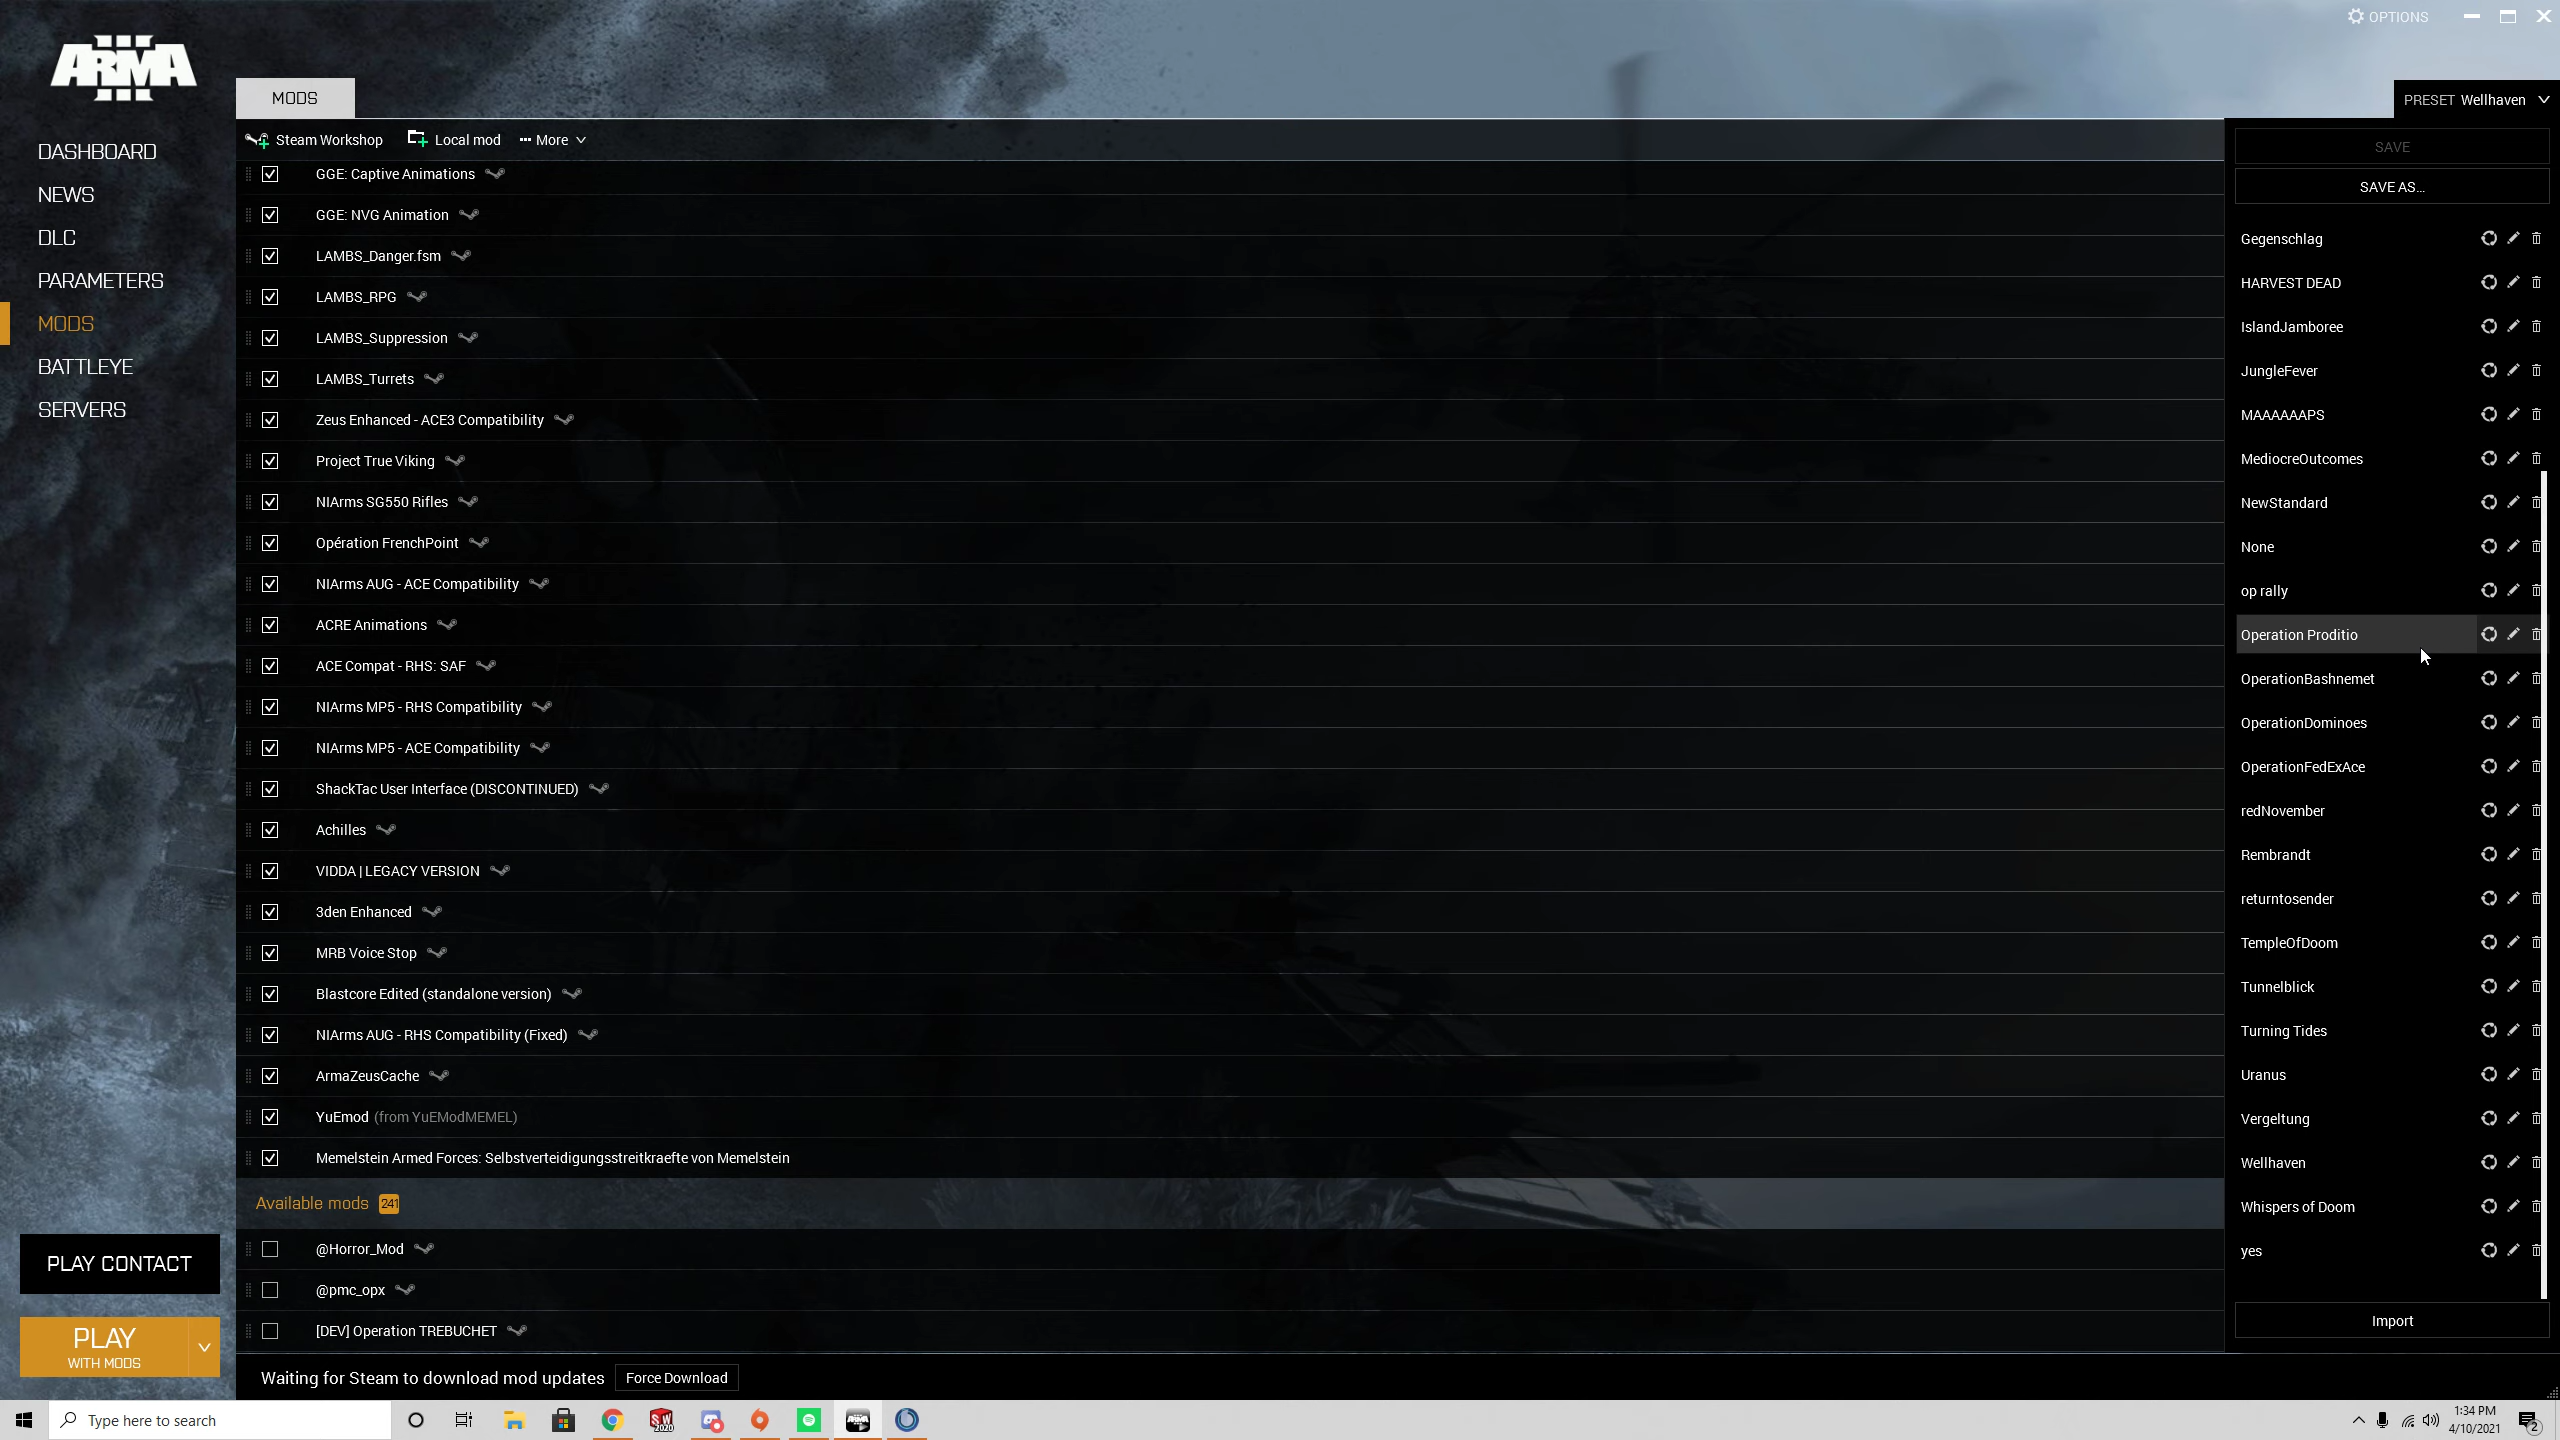 OPTIONS
ARMA III
MODS
PRESET Wellhaven
DASHBOARD
NEWS
DLC
PARAMETERS
MODS
BATTLEYE
SERVERS
PLAY CONTACT
PLAY
WITH MODS
Steam Workshop
Local mod
More
GGE: Captive Animations
GGE: NVG Animation
LAMBS_Danger.fsm
LAMBS_RPG
LAMBS_Suppression
LAMBS_Turrets
Zeus Enhanced - ACE3 Compatibility
Project True Viking
NIArms SG550 Rifles
Opération FrenchPoint
NIArms AUG - ACE Compatibility
ACRE Animations
ACE Compat - RHS: SAF
NIArms MP5 - RHS Compatibility
NIArms MP5 - ACE Compatibility
ShackTac User Interface (DISCONTINUED)
Achilles
VIDDA | LEGACY VERSION
3den Enhanced
MRB Voice Stop
Blastcore Edited (standalone version)
NIArms AUG - RHS Compatibility (Fixed)
ArmaZeusCache
YuEmod (from YuEModMEMEL)
Memelstein Armed Forces: Selbstverteidigungsstreitkraefte von Memelstein
Available mods 241
@Horror_Mod
@pmc_opx
[DEV] Operation TREBUCHET
Waiting for Steam to download mod updates
Force Download
SAVE
SAVE AS...
Gegenschlag
HARVEST DEAD
IslandJamboree
JungleFever
MAAAAAAPS
MediocreOutcomes
NewStandard
None
op rally
Operation Proditio
OperationBashnemet
OperationDominoes
OperationFedExAce
redNovember
Rembrandt
returntosender
TempleOfDoom
Tunnelblick
Turning Tides
Uranus
Vergeltung
Wellhaven
Whispers of Doom
yes
Import
Type here to search
SW
2020
1:34 PM
4/10/2021
2